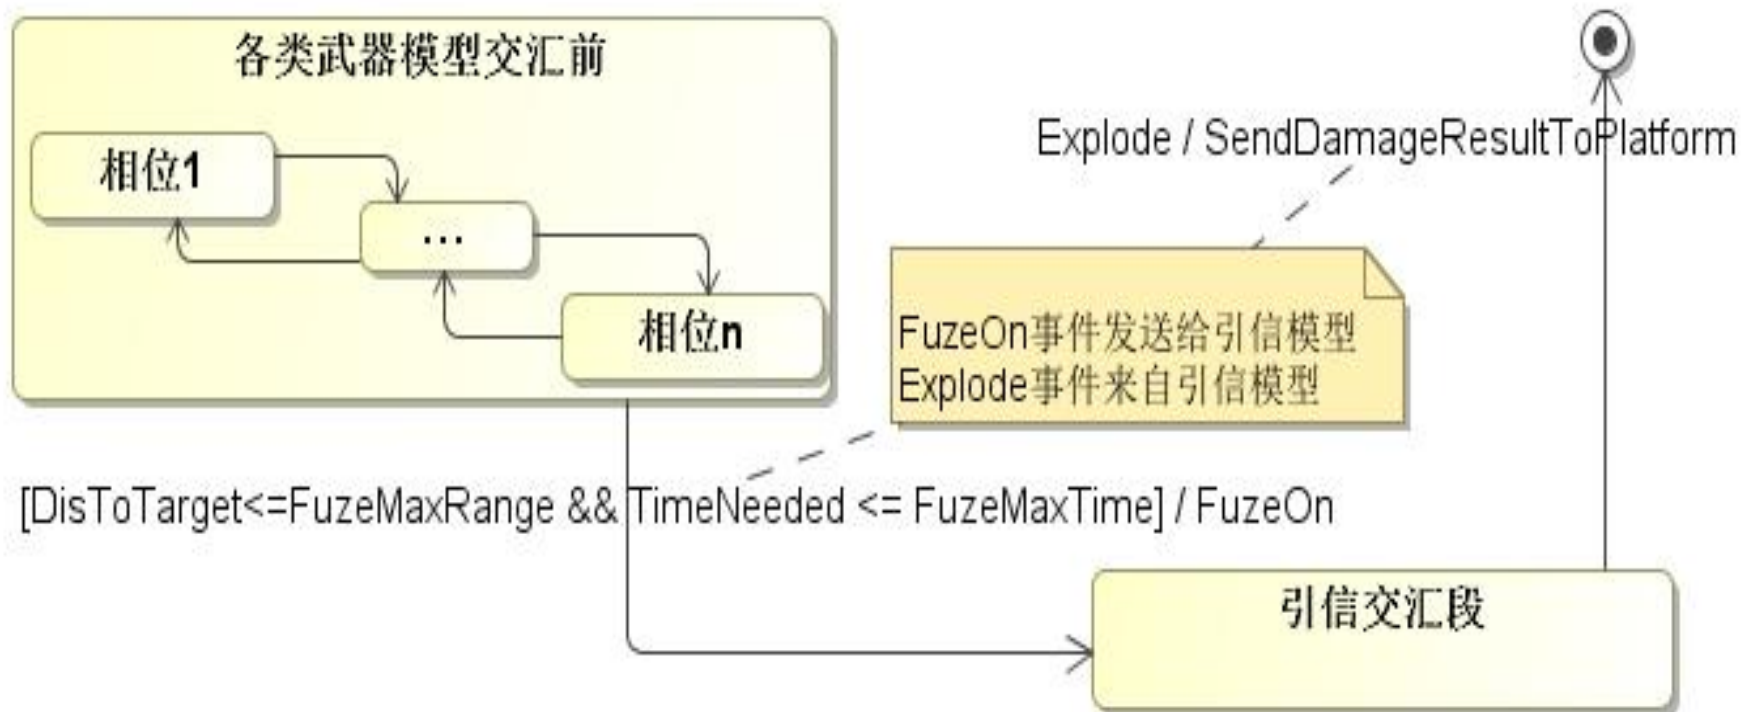 各类武器模型交汇前
相位1
...
相位n
Explode / SendDamageResultToPlatform
FuzeOn事件发送给引信模型
Explode事件来自引信模型
[DisToTarget<=FuzeMaxRange && TimeNeeded <= FuzeMaxTime] / FuzeOn
引信交汇段